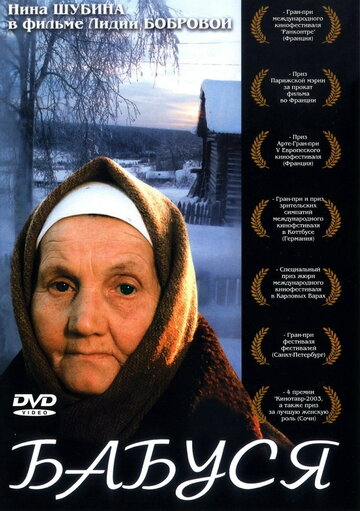 Нина ШУБИНА
в фильме Лидии БОБРОВОЙ
- Гран-при
международного
кинофестиваля
"Ранконтре"
(Франция)
- Приз
Парижской мэрии
за прокат
фильма
во Франции
- Приз
Арте-Гран-при
V Европеского
кинофестиваля
(Франция)
- Гран-при и приз
зрительских
симпатий
международного
кинофестиваля
в Коттбусе
(Германия)
- Специальный
приз жюри
международного
кинофестиваля
в Карловых Варах
- Гран-при
фестиваля
фестивалей
(Санкт-Петербург)
- 4 премии
"Кинотавр-2003,
а также приз
за лучшую женскую
роль (Сочи)
DVD
VIDEO
БАБУСЯ